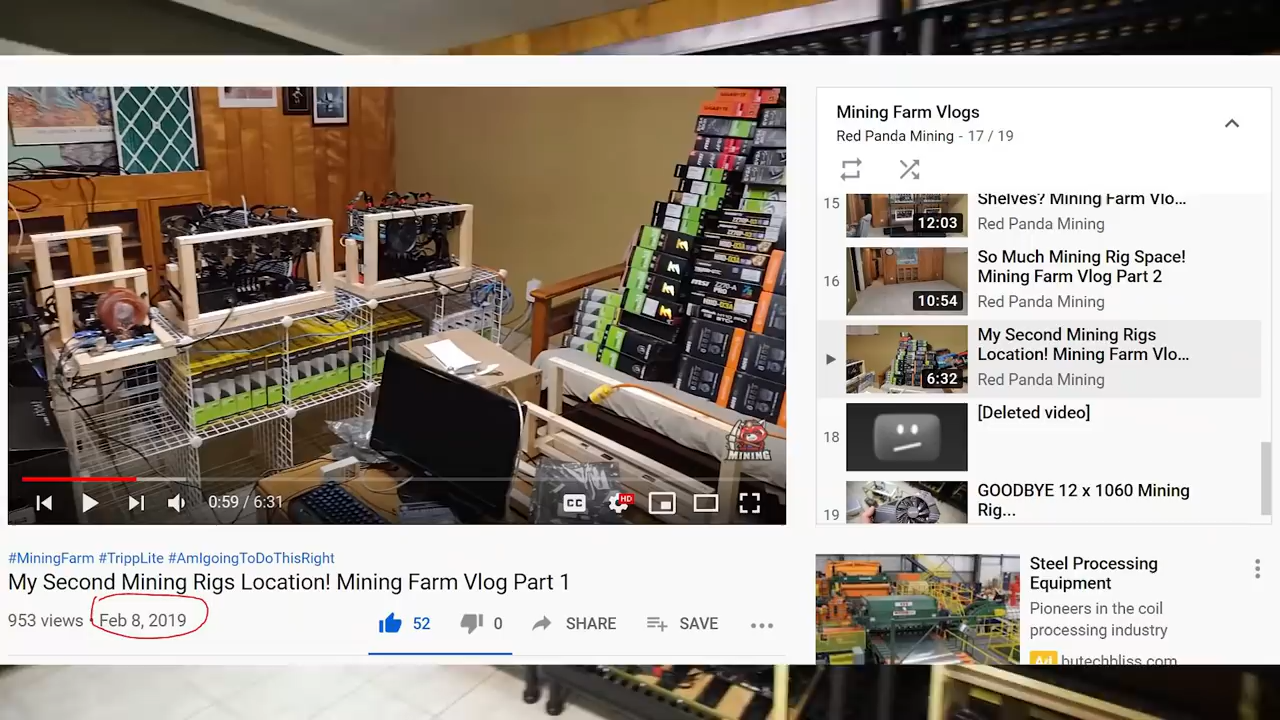 MINING
0:59 / 6:31
CC
HD
#MiningFarm #TrippLite #AmIgoingToDoThisRight
My Second Mining Rigs Location! Mining Farm Vlog Part 1
953 views • Feb 8, 2019
52
0
SHARE
SAVE
Mining Farm Vlogs
Red Panda Mining - 17 / 19
15
12:03
Shelves? Mining Farm Vlo...
Red Panda Mining
16
10:54
So Much Mining Rig Space!
Mining Farm Vlog Part 2
Red Panda Mining
6:32
My Second Mining Rigs
Location! Mining Farm Vlo...
Red Panda Mining
18
[Deleted video]
19
GOODBYE 12 x 1060 Mining
Rig...
Steel Processing
Equipment
Pioneers in the coil
processing industry
Ad butechbliss.com